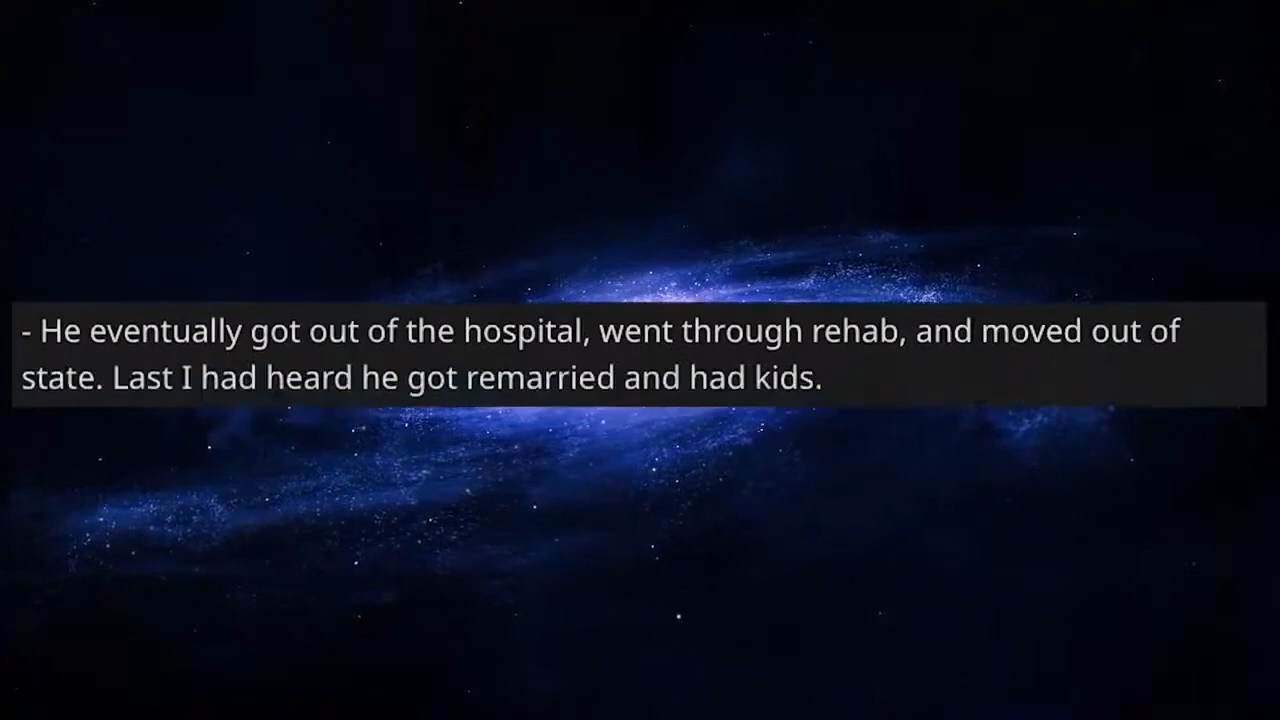 - He eventually got out of the hospital, went through rehab, and moved out of
state. Last I had heard he got remarried and had kids.